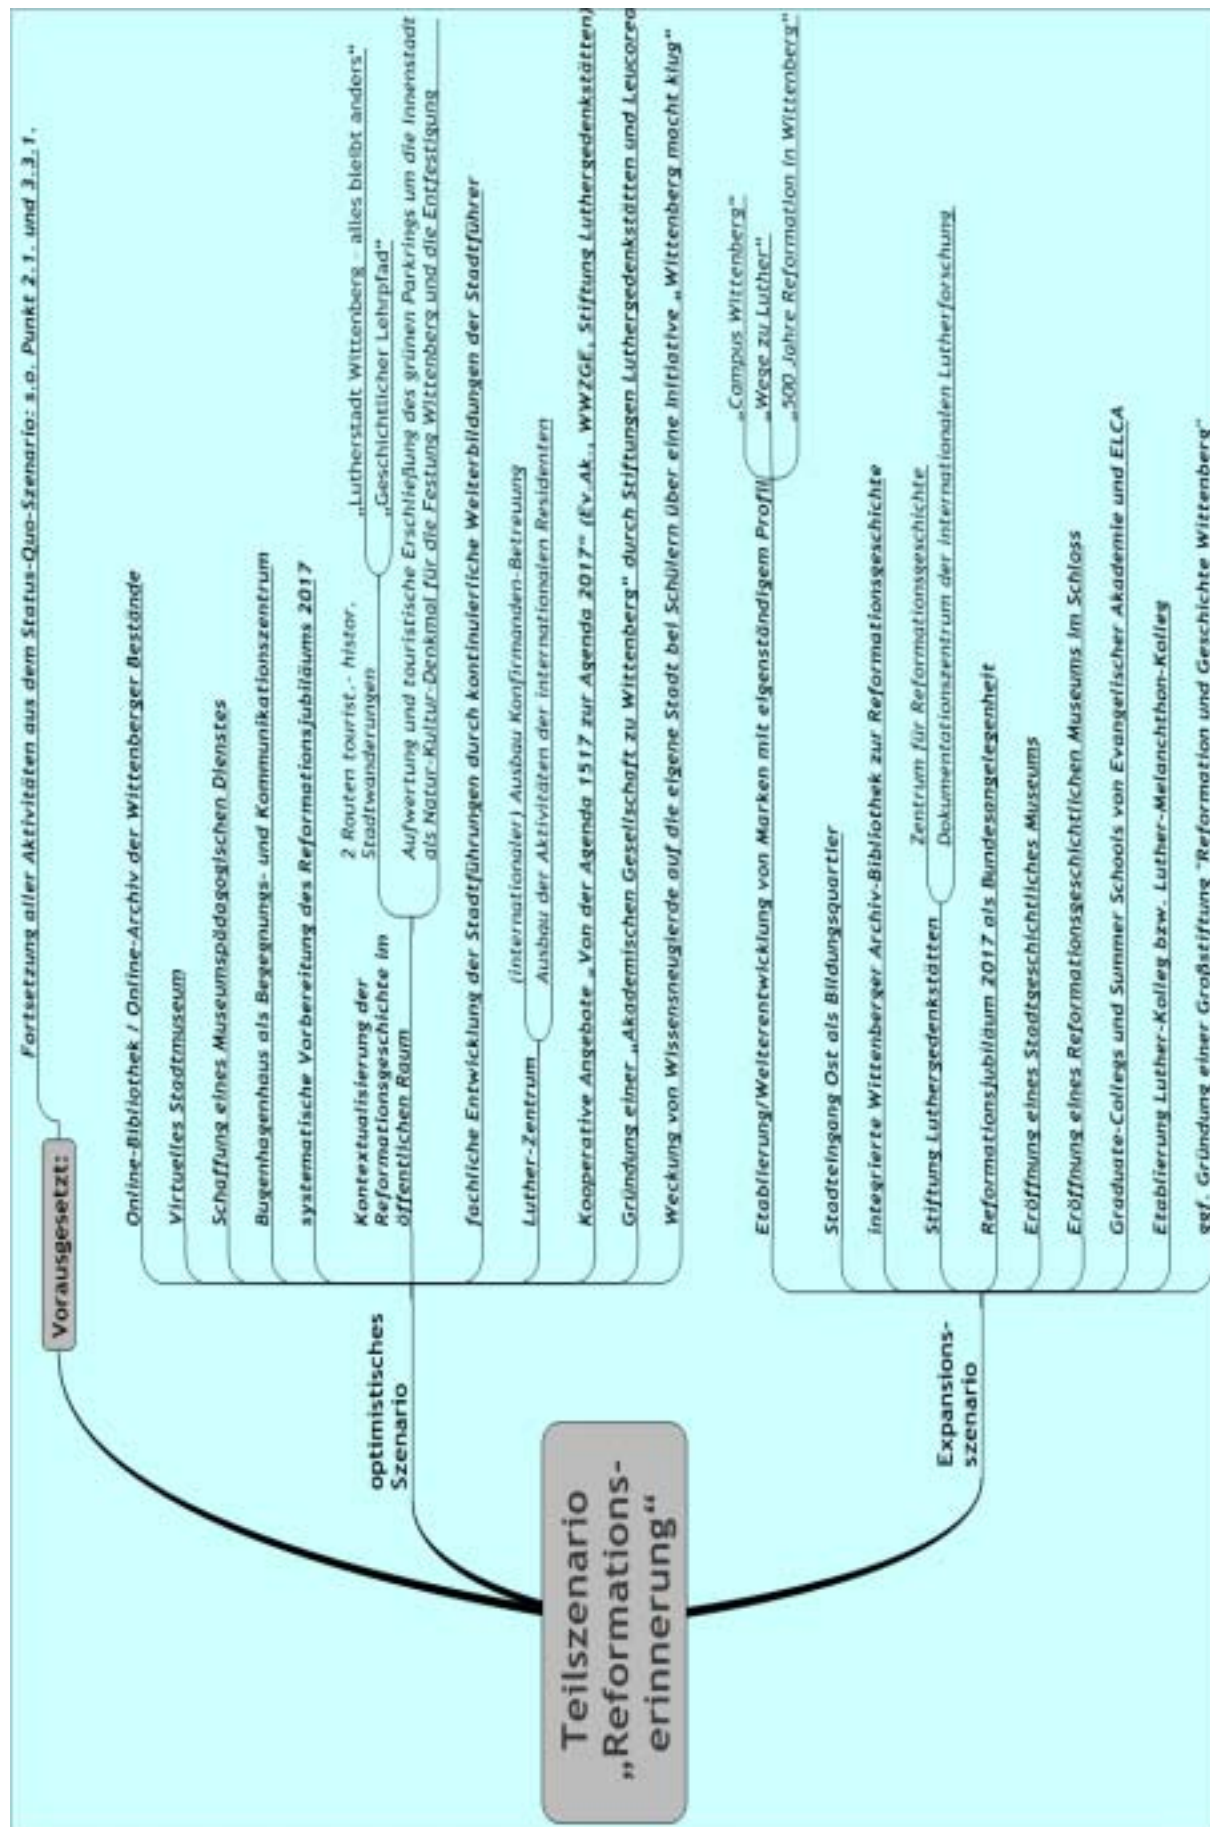 Teilszenario
„Reformations-
erinnerung“
Vorausgesetzt:
Fortsetzung aller Aktivitäten aus dem Status-Quo-Szenario: s.o. Punkt 2.1. und 3.3.1.
optimistisches
Szenario
Online-Bibliothek / Online-Archiv der Wittenberger Bestände
Virtuelles Stadtmuseum
Schaffung eines Museumspädagogischen Dienstes
Bugenhagenhaus als Begegnungs- und Kommunikationszentrum
systematische Vorbereitung des Reformationsjubiläums 2017
Kontextualisierung der
Reformationsgeschichte im
öffentlichen Raum
2 Routen tourist.- histor.
Stadtwanderungen
„Lutherstadt Wittenberg - alles bleibt anders“
„Geschichtlicher Lehrpfad“
Aufwertung und touristische Erschließung des grünen Parkrings um die Innenstadt
als Natur-Kultur-Denkmal für die Festung Wittenberg und die Entfestigung
fachliche Entwicklung der Stadtführungen durch kontinuierliche Weiterbildungen der Stadtführer
Luther-Zentrum
(internationaler) Ausbau Konfirmanden-Betreuung
Ausbau der Aktivitäten der internationalen Residenten
Kooperative Angebote „Von der Agenda 1517 zur Agenda 2017“ (Ev.Ak., WWZGE, Stiftung Luthergedenkstätten)
Gründung einer „Akademischen Gesellschaft zu Wittenberg“ durch Stiftungen Luthergedenkstätten und Leucorea
Weckung von Wissensneugierde auf die eigene Stadt bei Schülern über eine Initiative „Wittenberg macht klug“
Expansions-
szenario
Etablierung/Weiterentwicklung von Marken mit eigenständigem Profil
„Campus Wittenberg“
„Wege zu Luther“
„500 Jahre Reformation in Wittenberg“
Stadteingang Ost als Bildungsquartier
integrierte Wittenberger Archiv-Bibliothek zur Reformationsgeschichte
Stiftung Luthergedenkstätten
Zentrum für Reformationsgeschichte
Dokumentationszentrum der internationalen Lutherforschung
Reformationsjubiläum 2017 als Bundesangelegenheit
Eröffnung eines Stadtgeschichtliches Museums
Eröffnung eines Reformationsgeschichtlichen Museums im Schloss
Graduate-Collegs und Summer Schools von Evangelischer Akademie und ELCA
Etablierung Luther-Kolleg bzw. Luther-Melanchthon-Kolleg
ggf. Gründung einer Großstiftung "Reformation und Geschichte Wittenberg"